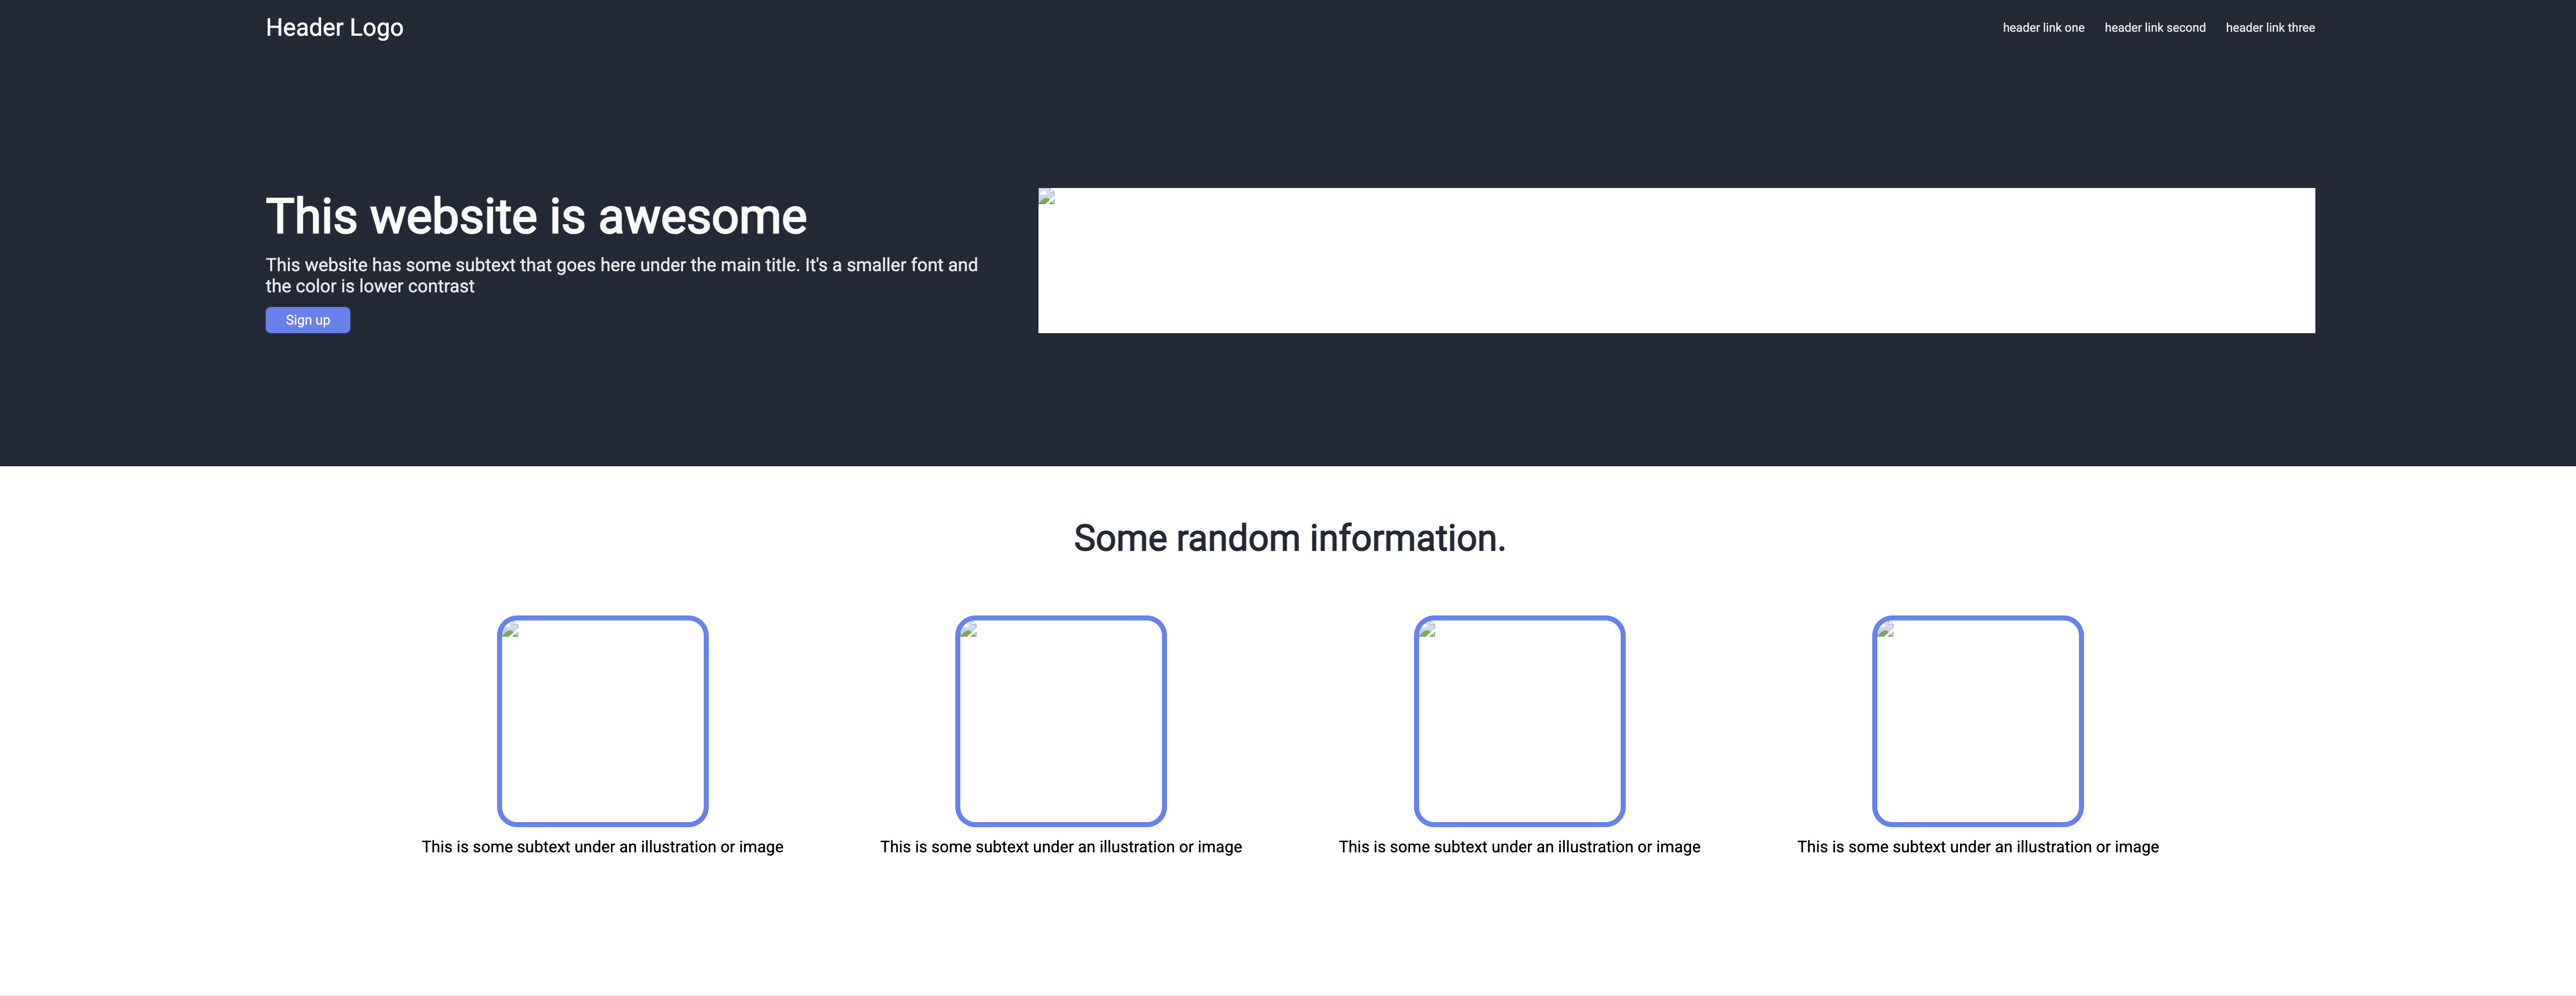 Header Logo
header link one
header link second
header link three
This website is awesome
This website has some subtext that goes here under the main title. It's a smaller font and
the color is lower contrast
Sign up
Some random information.
This is some subtext under an illustration or image
This is some subtext under an illustration or image
This is some subtext under an illustration or image
This is some subtext under an illustration or image